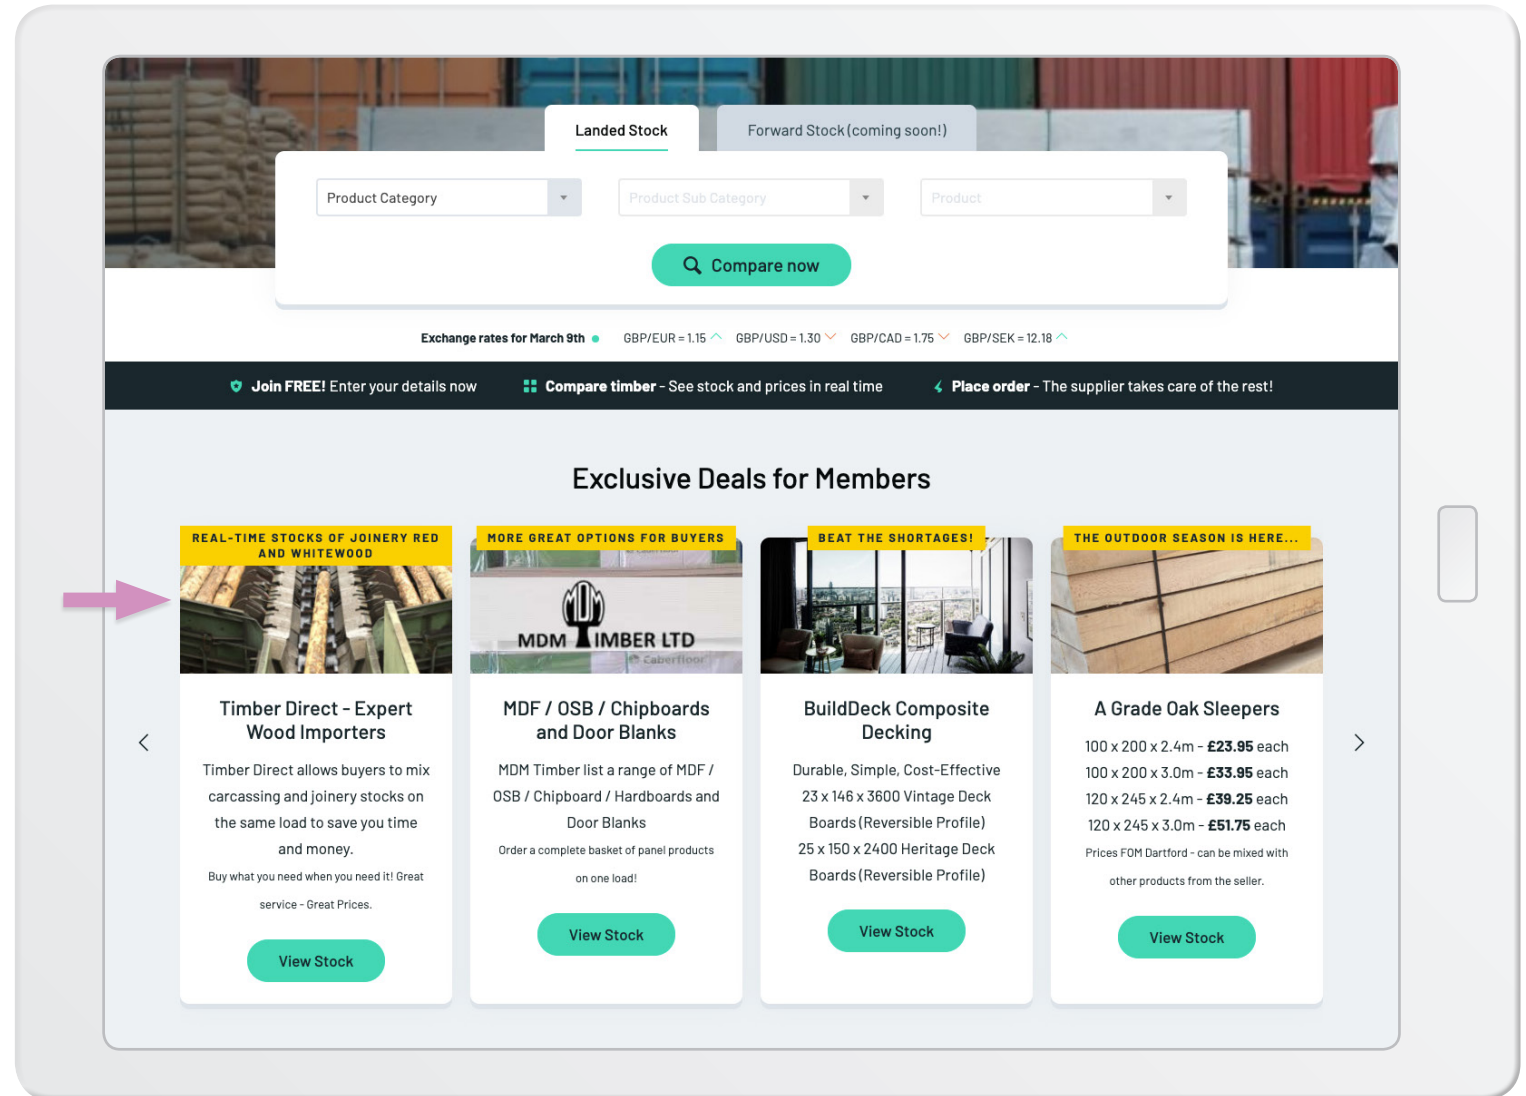 Landed Stock
Forward Stock (coming soon!)
Product Category
Product Sub Category
Product
Compare now
Exchange rates for March 9th GBP/EUR = 1.15 GBP/USD = 1.30 GBP/CAD = 1.75 GBP/SEK = 12.18
Join FREE! Enter your details now
Compare timber - See stock and prices in real time
Place order - The supplier takes care of the rest!
Exclusive Deals for Members
REAL-TIME STOCKS OF JOINERY RED
AND WHITEWOOD
Timber Direct - Expert
Wood Importers
Timber Direct allows buyers to mix
carcassing and joinery stocks on
the same load to save you time
and money.
Buy what you need when you need it! Great
service - Great Prices.
View Stock
MORE GREAT OPTIONS FOR BUYERS
MDM
MDM TIMBER LTD
Caberfloor
MDF / OSB / Chipboards
and Door Blanks
MDM Timber list a range of MDF /
OSB / Chipboard / Hardboards and
Door Blanks
Order a complete basket of panel products
on one load!
View Stock
BEAT THE SHORTAGES!
BuildDeck Composite
Decking
Durable, Simple, Cost-Effective
23 x 146 x 3600 Vintage Deck
Boards (Reversible Profile)
25 x 150 x 2400 Heritage Deck
Boards (Reversible Profile)
View Stock
THE OUTDOOR SEASON IS HERE...
A Grade Oak Sleepers
100 x 200 x 2.4m - £23.95 each
100 x 200 x 3.0m - £33.95 each
120 x 245 x 2.4m - £39.25 each
120 x 245 x 3.0m - £51.75 each
Prices FOM Dartford - can be mixed with
other products from the seller.
View Stock